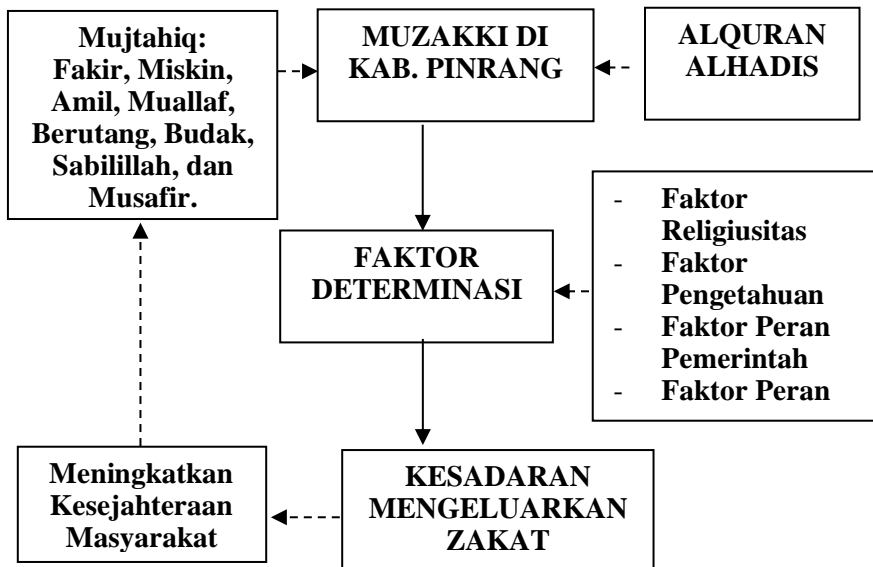 Mujtahiq:
Fakir, Miskin,
Amil, Muallaf,
Berutang, Budak,
Sabilillah, dan
Musafir.
MUZAKKI DI
KAB. PINRANG
ALQURAN
ALHADIS
FAKTOR
DETERMINASI
- Faktor
Religiusitas
- Faktor
Pengetahuan
- Faktor Peran
Pemerintah
- Faktor Peran
Meningkatkan
Kesejahteraan
Masyarakat
KESADARAN
MENGELUARKAN
ZAKAT